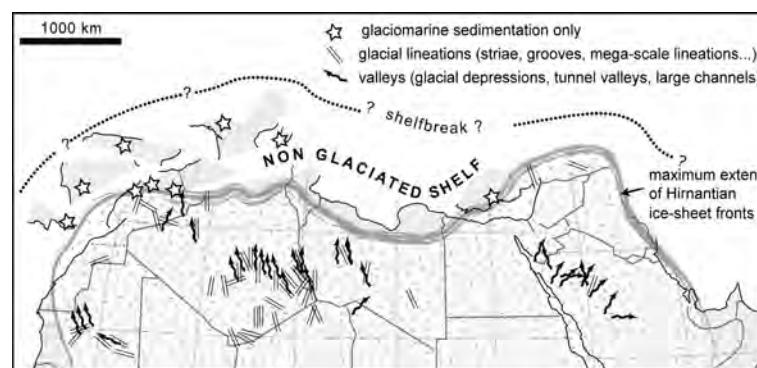 1000 km
glaciomarine sedimentation only
glacial lineations (striae, grooves, mega-scale lineations...)
valleys (glacial depressions, tunnel valleys, large channels
?
?
shelfbreak ?
?
?
NON GLACIATED SHELF
maximum exten
of Hirnantian
ice-sheet fronts